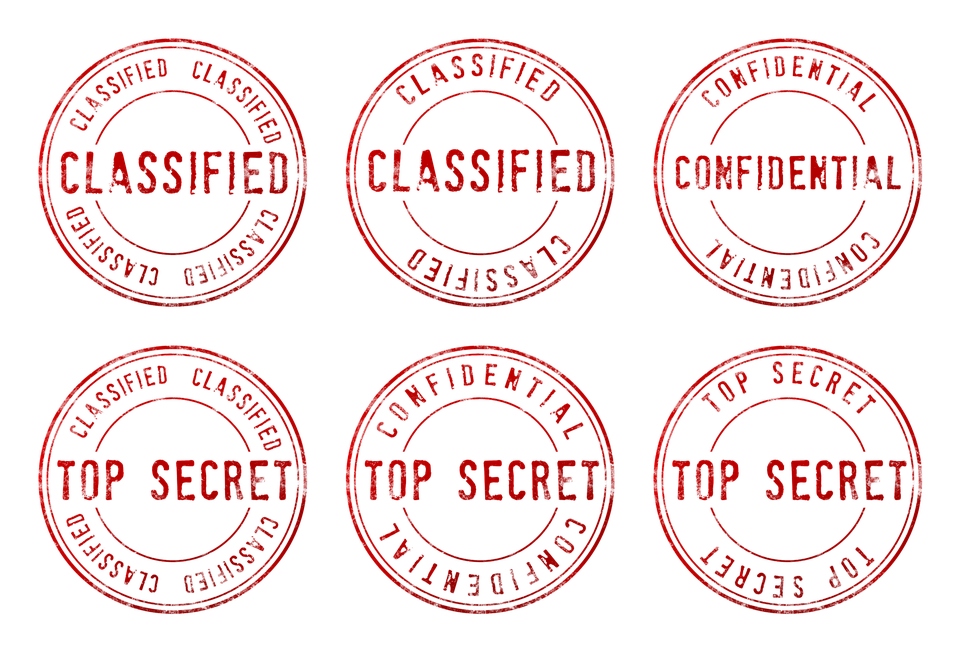 CLASSIFIED CLASSIFIED
CLASSIFIED
CLASSIFIED CLASSIFIED
CLASSIFIED
CLASSIFIED
CLASSIFIED
CONFIDENTIAL
CONFIDENTIAL
CONFIDENTIAL
CLASSIFIED CLASSIFIED
TOP SECRET
CLASSIFIED CLASSIFIED
CONFIDENTIAL
TOP SECRET
CONFIDENTIAL
TOP SECRET
TOP SECRET
TOP SECRET